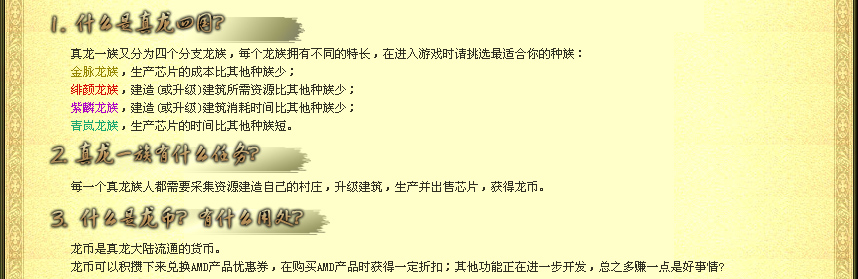 1. 什么是真龙四国?
真龙一族又分为四个分支龙族，每个龙族拥有不同的特长，在进入游戏时请挑选最适合你的种族：
金脉龙族，生产芯片的成本比其他种族少；
绯颜龙族，建造(或升级)建筑所需资源比其他种族少；
紫麟龙族，建造(或升级)建筑消耗时间比其他种族少；
青岚龙族，生产芯片的时间比其他种族短。
2. 真龙一族有什么任务?
每一个真龙族人都需要采集资源建造自己的村庄，升级建筑，生产并出售芯片，获得龙币。
3. 什么是龙币? 有什么用处?
龙币是真龙大陆流通的货币。
龙币可以积攒下来兑换AMD产品优惠券，在购买AMD产品时获得一定折扣；其他功能正在进一步开发，总之多赚一点是好事情?